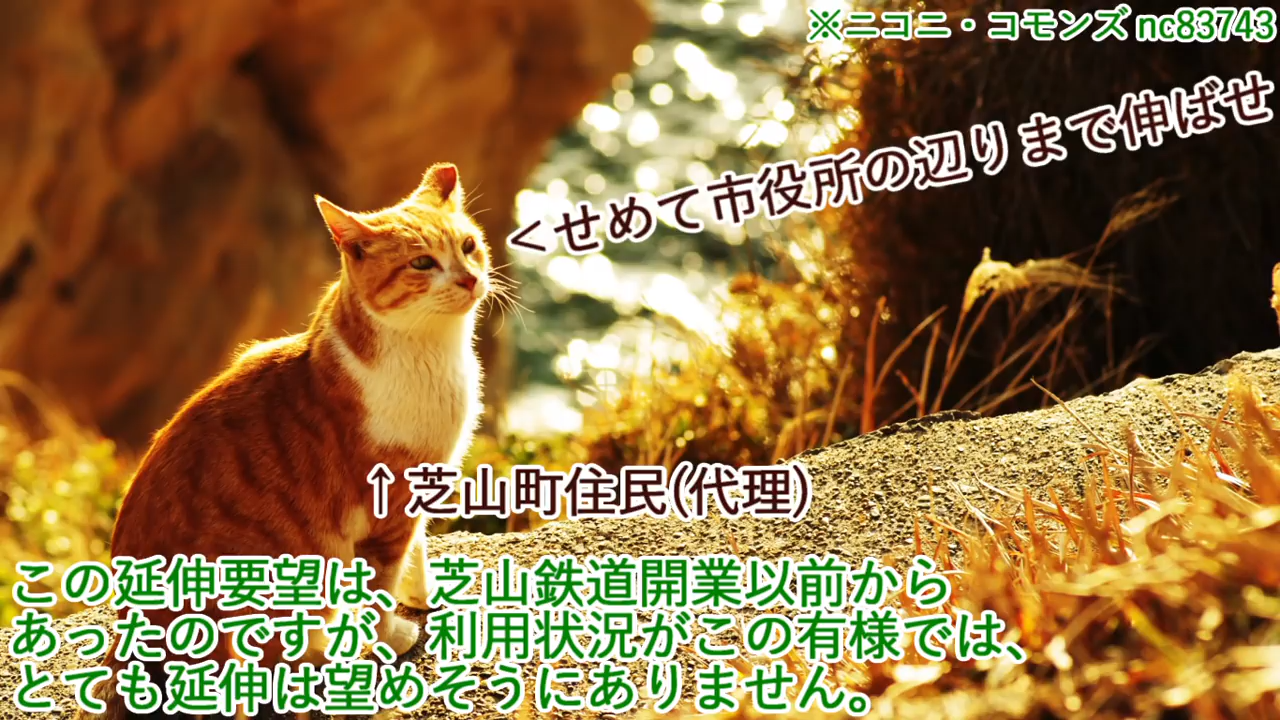 ※ニコニ・コモンズ nc83743
＜せめて市役所の辺りまで伸ばせ
↑芝山町住民(代理)
この延伸要望は、芝山鉄道開業以前から
あったのですが、利用状況がこの有様では、
とても延伸は望めそうにありません。